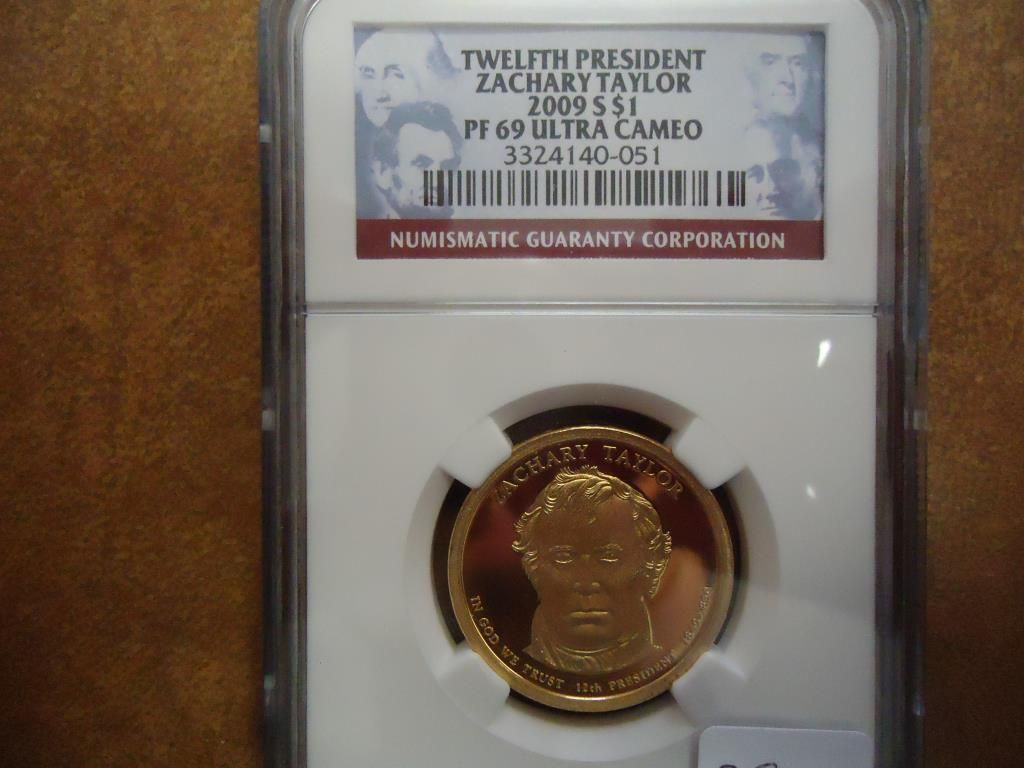 TWELFTH PRESIDENT
ZACHARY TAYLOR
2009 S $1
PF 69 ULTRA CAMEO
3324140-051
NUMISMATIC GUARANTY CORPORATION
ZACHARY TAYLOR
IN GOD WE TRUST 12th PRESIDENT